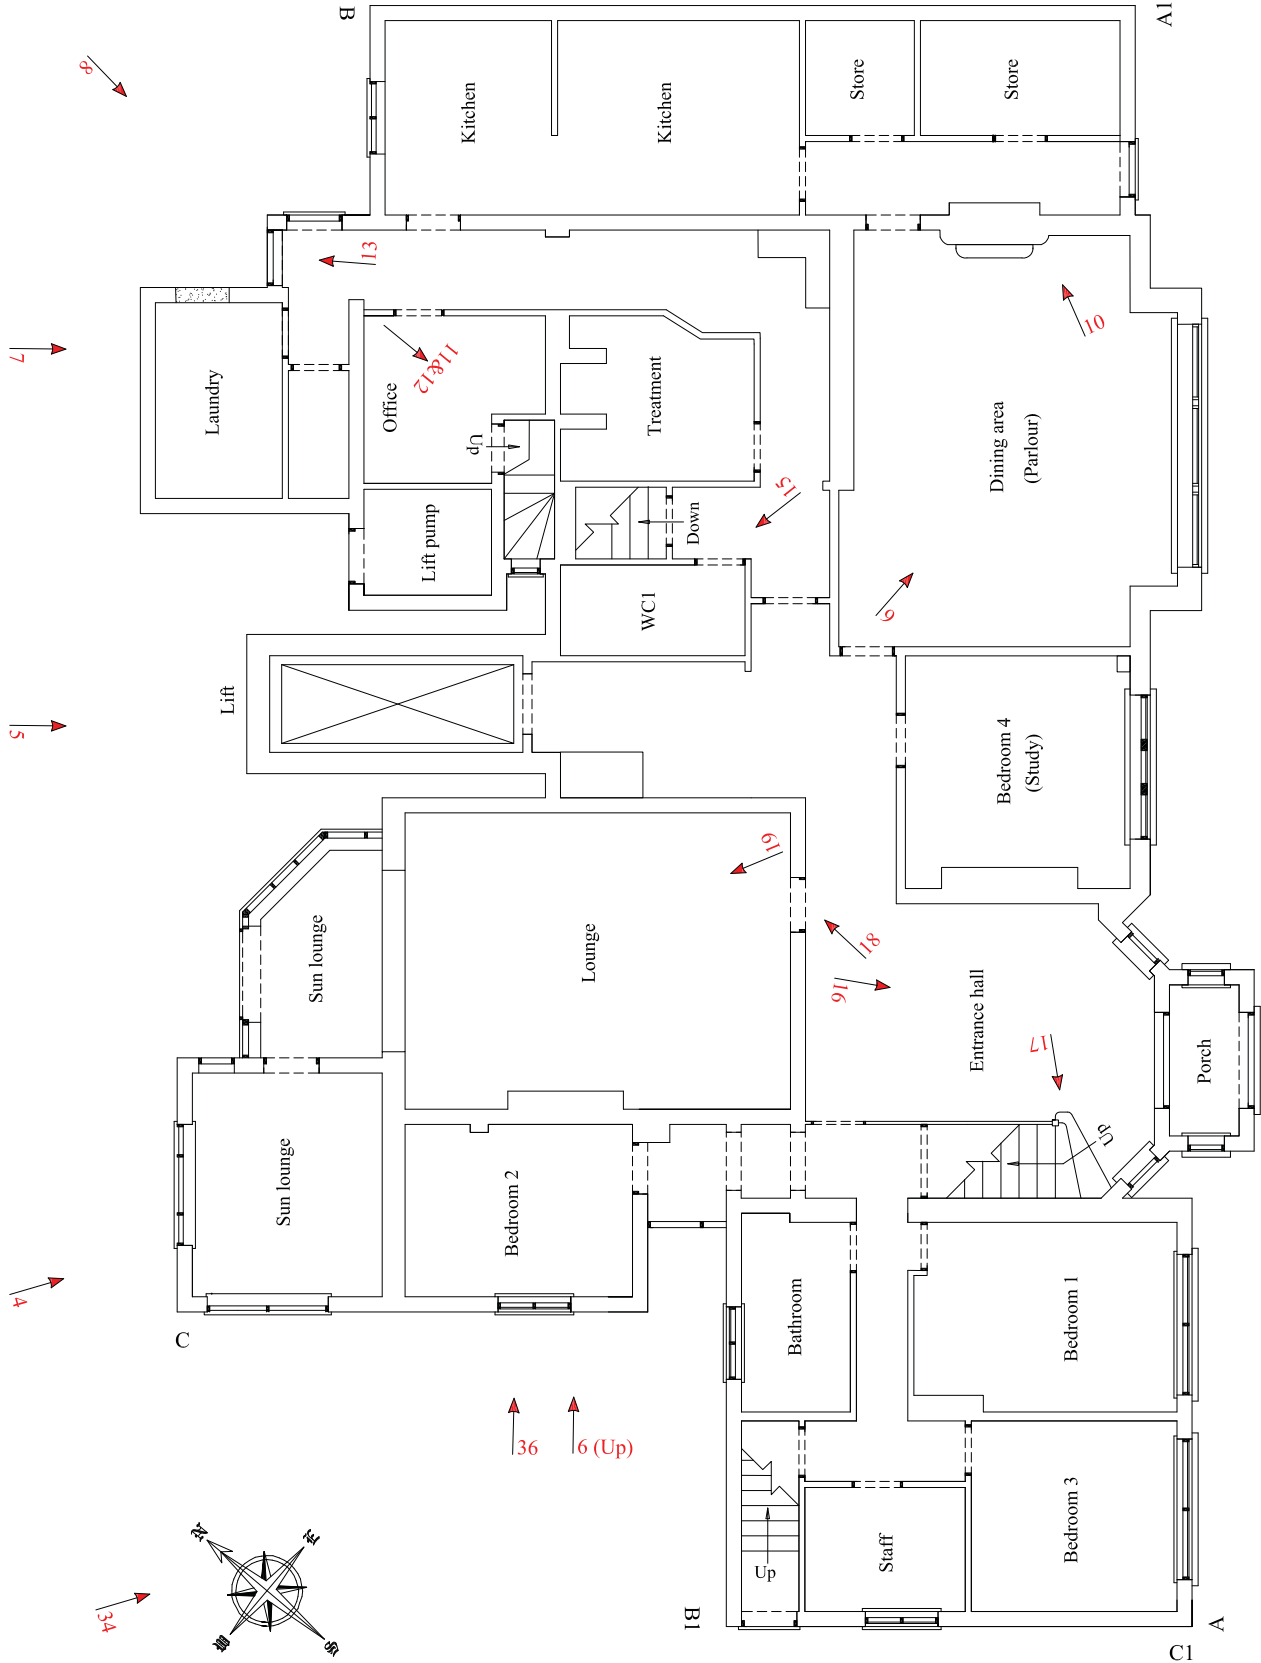 B
A1
8
Kitchen
Kitchen
Store
Store
13
7
Laundry
Office
11&12
Treatment
10
Dining area
(Parlour)
Up
15
Lift pump
Down
WC1
9
Lift
5
Bedroom 4
(Study)
19
Sun lounge
Lounge
18
16
Entrance hall
17
Porch
Up
Sun lounge
Bedroom 2
4
C
Bathroom
Bedroom 1
36
6 (Up)
Up
Staff
Bedroom 3
34
B1
A
C1